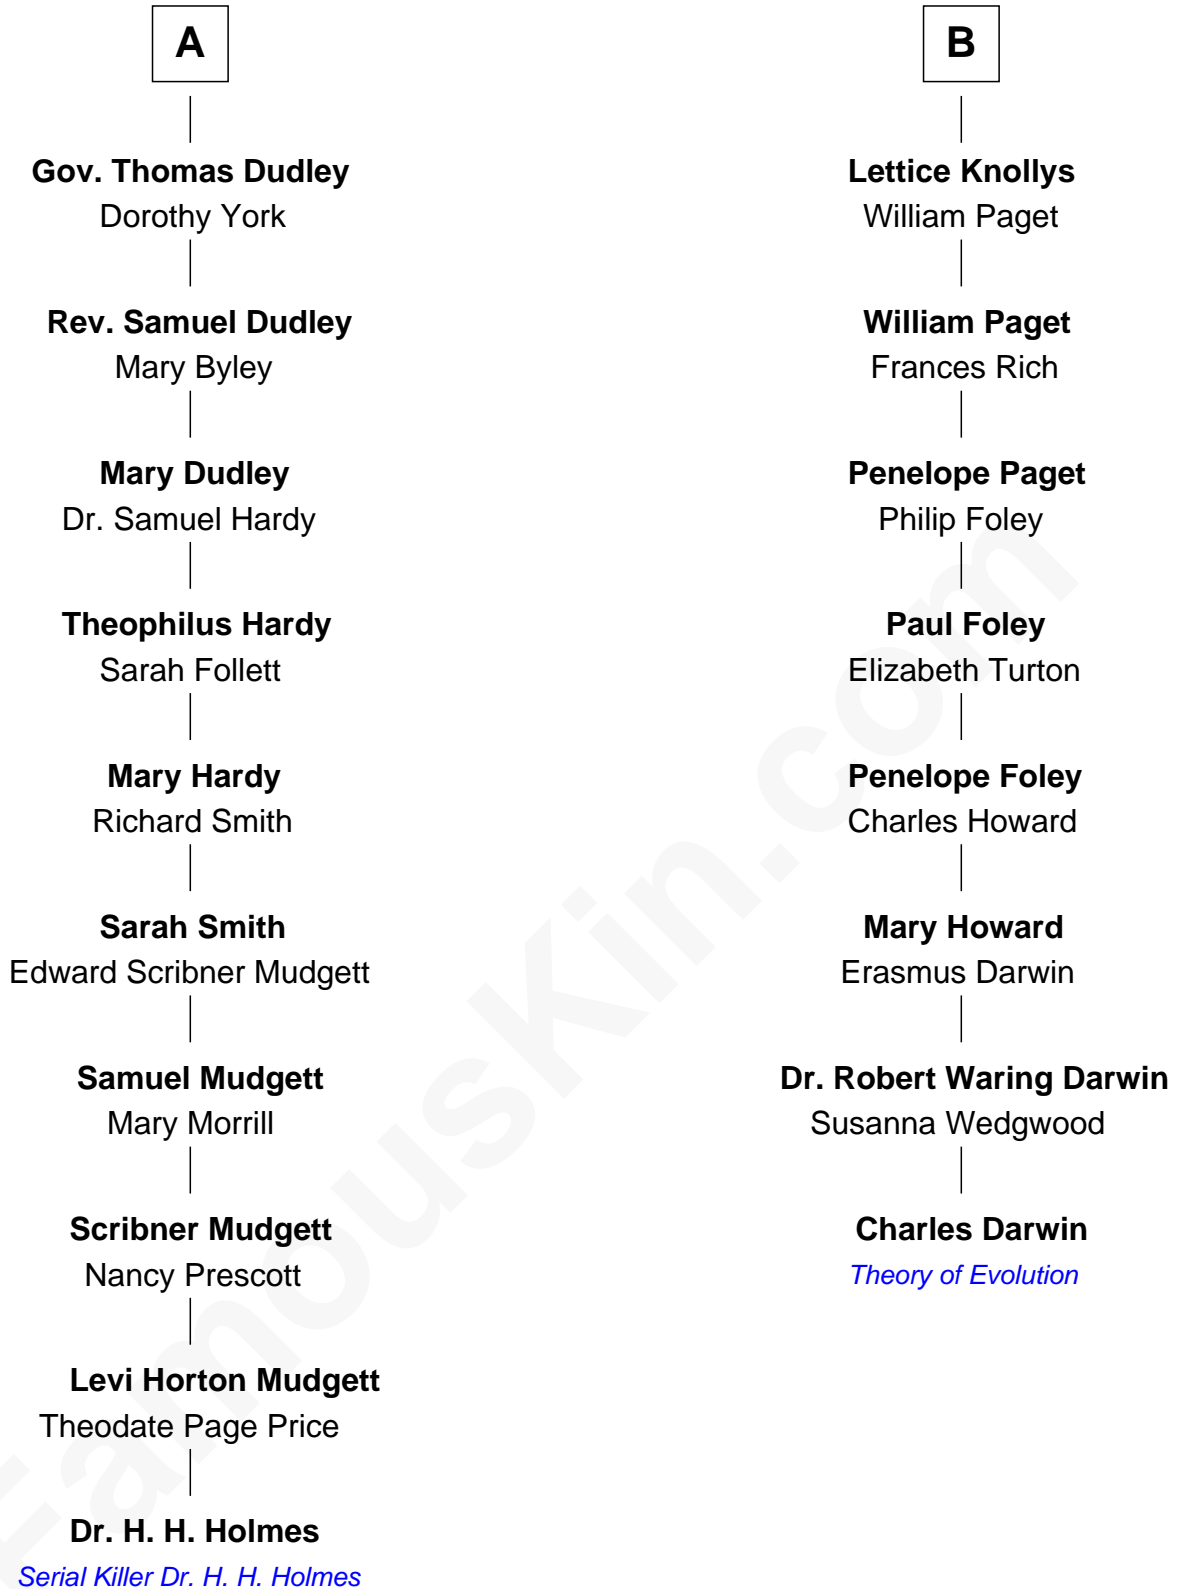 A
Gov. Thomas Dudley
Dorothy York
Rev. Samuel Dudley
Mary Byley
Mary Dudley
Dr. Samuel Hardy
Theophilus Hardy
Sarah Follett
Mary Hardy
Richard Smith
Sarah Smith
Edward Scribner Mudgett
Samuel Mudgett
Mary Morrill
Scribner Mudgett
Nancy Prescott
Levi Horton Mudgett
Theodate Page Price
Dr. H. H. Holmes
Serial Killer Dr. H. H. Holmes
B
Lettice Knollys
William Paget
William Paget
Frances Rich
Penelope Paget
Philip Foley
Paul Foley
Elizabeth Turton
Penelope Foley
Charles Howard
Mary Howard
Erasmus Darwin
Dr. Robert Waring Darwin
Susanna Wedgwood
Charles Darwin
Theory of Evolution
FamousKin.com